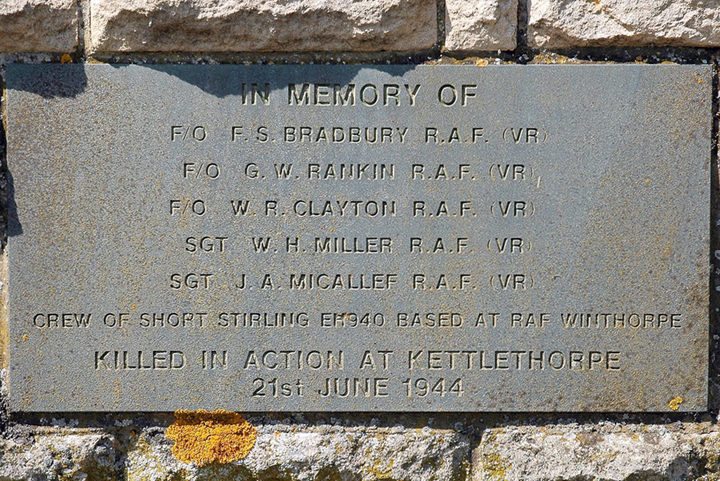 IN MEMORY OF
F/O F. S. BRADBURY R.A.F. (VR)
F/O G. W. RANKIN R.A.F. (VR)
F/O W. R. CLAYTON R.A.F. (VR)
SGT W. H. MILLER R.A.F. (VR)
SGT J. A. MICALLEF R.A.F. (VR)
CREW OF SHORT STIRLING EH940 BASED AT RAF WINTHORPE
KILLED IN ACTION AT KETTLETHORPE
21st JUNE 1944